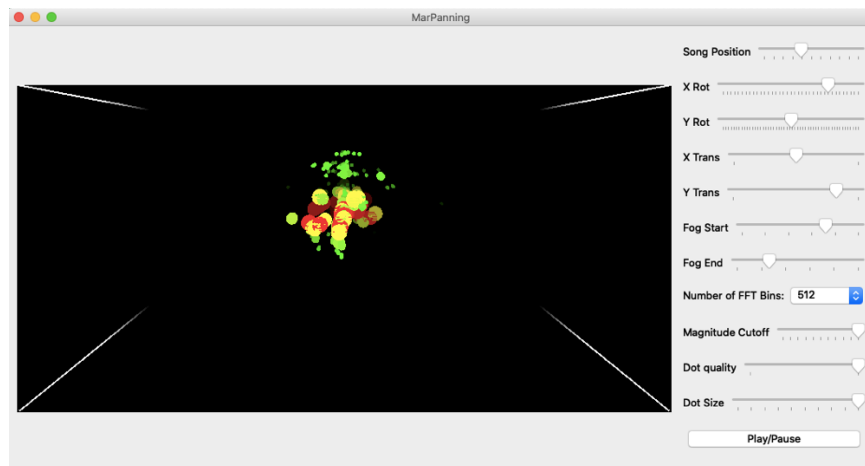 MarPanning
Song Position
X Rot
Y Rot
X Trans
Y Trans
Fog Start
Fog End
Number of FFT Bins: 512
Magnitude Cutoff
Dot quality
Dot Size
Play/Pause